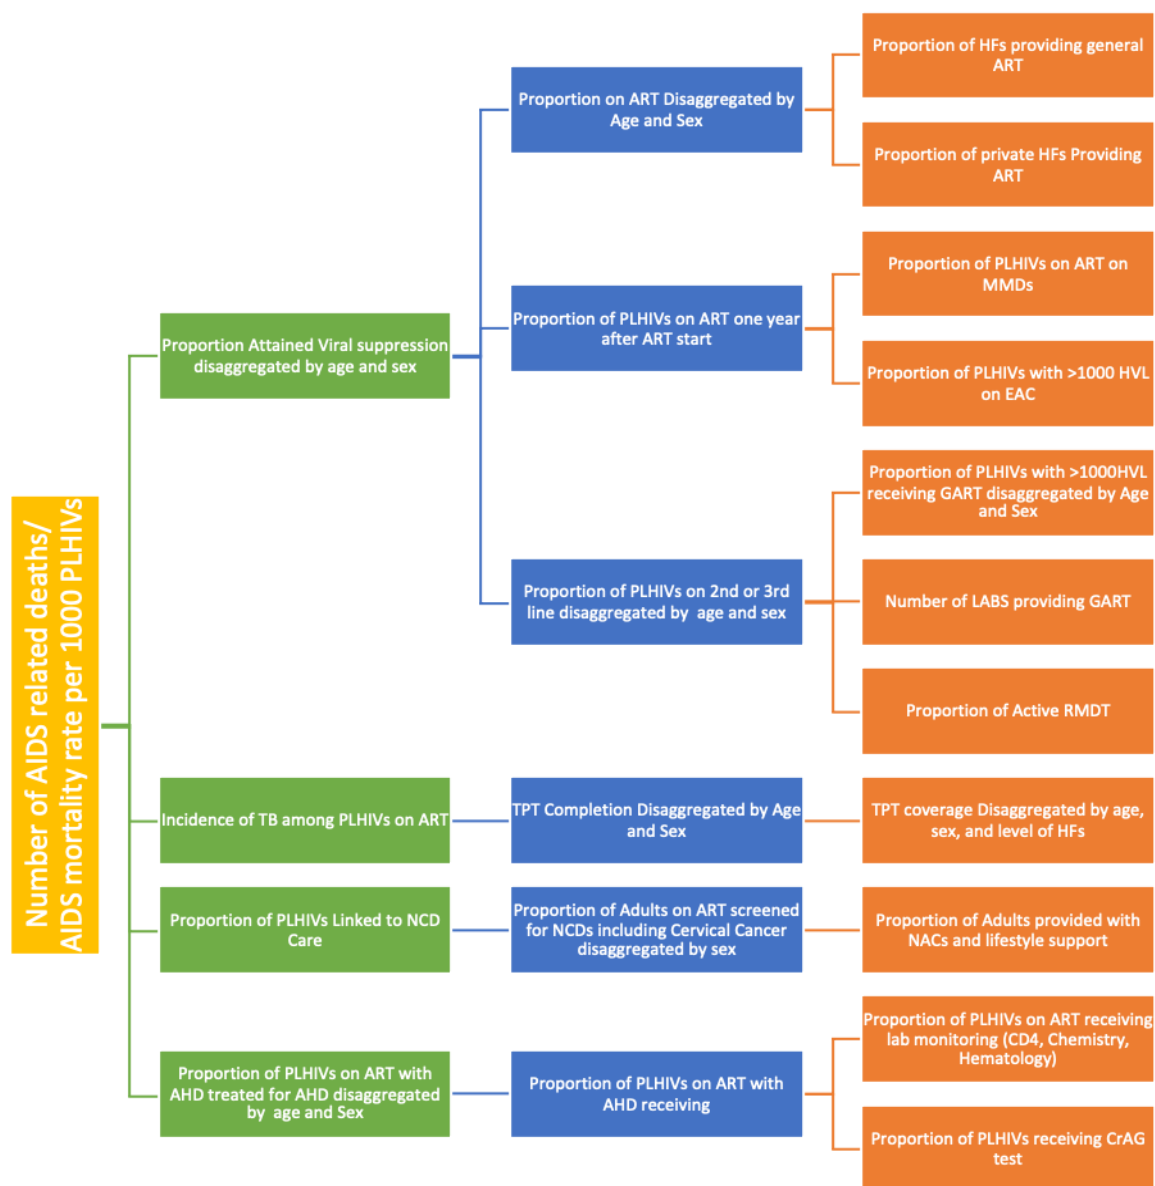 Number of AIDS related deaths/
AIDS mortality rate per 1000 PLHIVs
Proportion Attained Viral suppression
disaggregated by age and sex
Proportion on ART Disaggregated by
Age and Sex
Proportion of HFs providing general
ART
Proportion of private HFs Providing
ART
Proportion of PLHIVs on ART one year
after ART start
Proportion of PLHIVs on ART on
MMDs
Proportion of PLHIVs with >1000 HVL
on EAC
Proportion of PLHIVs on 2nd or 3rd
line disaggregated by age and sex
Proportion of PLHIVs with >1000HVL
receiving GART disaggregated by Age
and Sex
Number of LABS providing GART
Proportion of Active RMDT
Incidence of TB among PLHIVs on ART
TPT Completion Disaggregated by Age
and Sex
TPT coverage Disaggregated by age,
sex, and level of HFs
Proportion of PLHIVs Linked to NCD
Care
Proportion of Adults on ART screened
for NCDs including Cervical Cancer
disaggregated by sex
Proportion of Adults provided with
NACs and lifestyle support
Proportion of PLHIVs on ART with
AHD treated for AHD disaggregated
by age and Sex
Proportion of PLHIVs on ART with
AHD receiving
Proportion of PLHIVs on ART receiving
lab monitoring (CD4, Chemistry,
Hematology)
Proportion of PLHIVs receiving CrAG
test